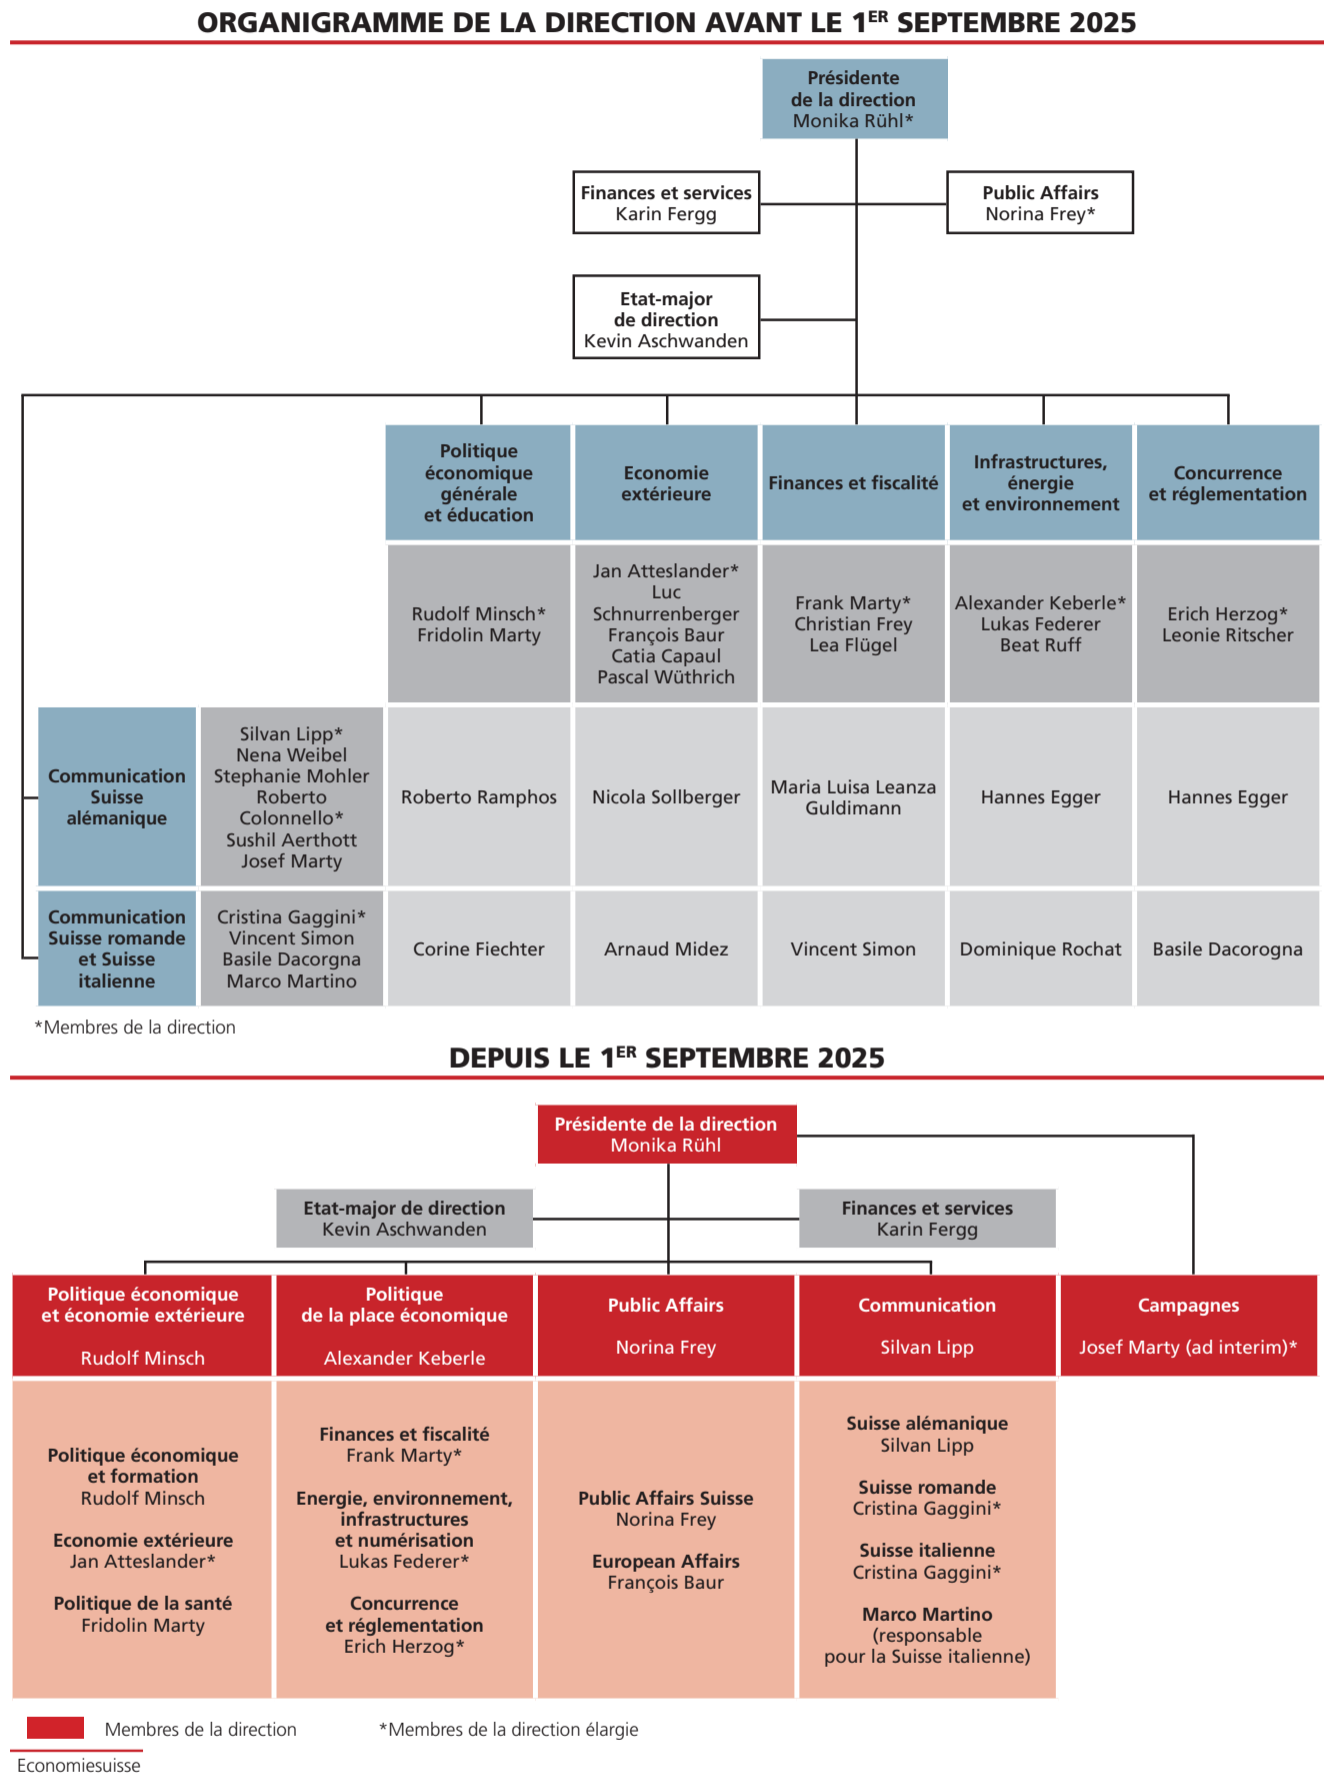 ORGANIGRAMME DE LA DIRECTION AVANT LE 1ER SEPTEMBRE 2025
Présidente
de la direction
Monika Rühl*
Finances et services
Karin Fergg
Public Affairs
Norina Frey*
Etat-major
de direction
Kevin Aschwanden
Politique
économique
générale
et éducation
Economie
extérieure
Finances et fiscalité
Infrastructures,
énergie
et environnement
Concurrence
et réglementation
Rudolf Minsch*
Fridolin Marty
Jan Atteslander*
Luc
Schnurrenberger
François Baur
Catia Capaul
Pascal Wüthrich
Frank Marty*
Christian Frey
Lea Flügel
Alexander Keberle*
Lukas Federer
Beat Ruff
Erich Herzog*
Leonie Ritscher
Communication
Suisse
alémanique
Silvan Lipp*
Nena Weibel
Stephanie Mohler
Roberto
Colonnello*
Sushil Aerthott
Josef Marty
Roberto Ramphos
Nicola Sollberger
Maria Luisa Leanza
Guldimann
Hannes Egger
Hannes Egger
Communication
Suisse romande
et Suisse
italienne
Cristina Gaggini*
Vincent Simon
Basile Dacorgna
Marco Martino
Corine Fiechter
Arnaud Midez
Vincent Simon
Dominique Rochat
Basile Dacorogna
*Membres de la direction
DEPUIS LE 1ER SEPTEMBRE 2025
Présidente de la direction
Monika Rühl
Etat-major de direction
Kevin Aschwanden
Finances et services
Karin Fergg
Politique économique
et économie extérieure
Rudolf Minsch
Politique
de la place économique
Alexander Keberle
Public Affairs
Norina Frey
Communication
Silvan Lipp
Campagnes
Josef Marty (ad interim)*
Politique économique
et formation
Rudolf Minsch
Economie extérieure
Jan Atteslander*
Politique de la santé
Fridolin Marty
Finances et fiscalité
Frank Marty*
Energie, environnement,
infrastructures
et numérisation
Lukas Federer*
Concurrence
et réglementation
Erich Herzog*
Public Affairs Suisse
Norina Frey
European Affairs
François Baur
Suisse alémanique
Silvan Lipp
Suisse romande
Cristina Gaggini*
Suisse italienne
Cristina Gaggini*
Marco Martino
(responsable
pour la Suisse italienne)
Membres de la direction
*Membres de la direction élargie
Economiesuisse